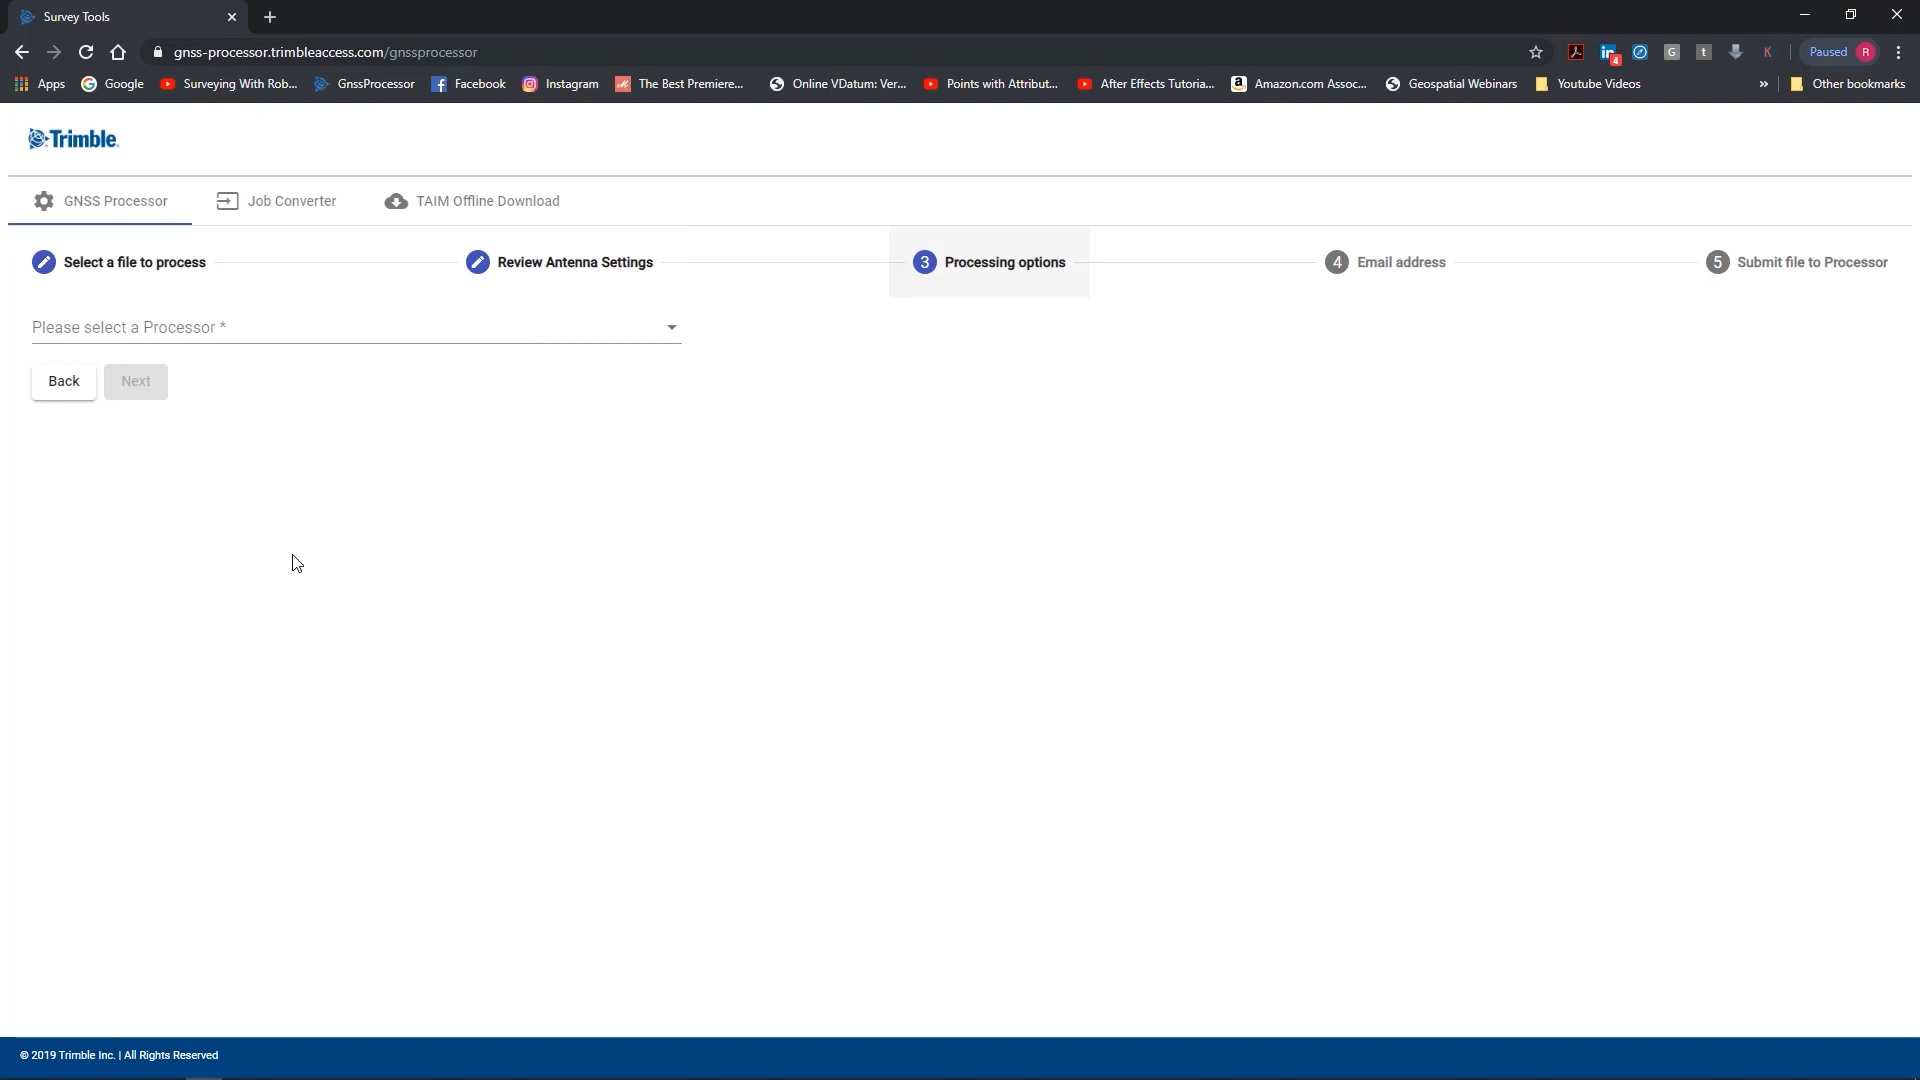 Survey Tools
gnss-processor.trimbleaccess.com/gnssprocessor
4
Paused R
Apps Google Surveying With Rob... GnssProcessor Facebook Instagram The Best Premiere... Online VDatum: Ver... Points with Attribut... After Effects Tutoria... Amazon.com Assoc... Geospatial Webinars Youtube Videos » Other bookmarks
Trimble
GNSS Processor Job Converter TAIM Offline Download
Select a file to process Review Antenna Settings 3 Processing options 4 Email address 5 Submit file to Processor
Please select a Processor *
Back Next
© 2019 Trimble Inc. | All Rights Reserved